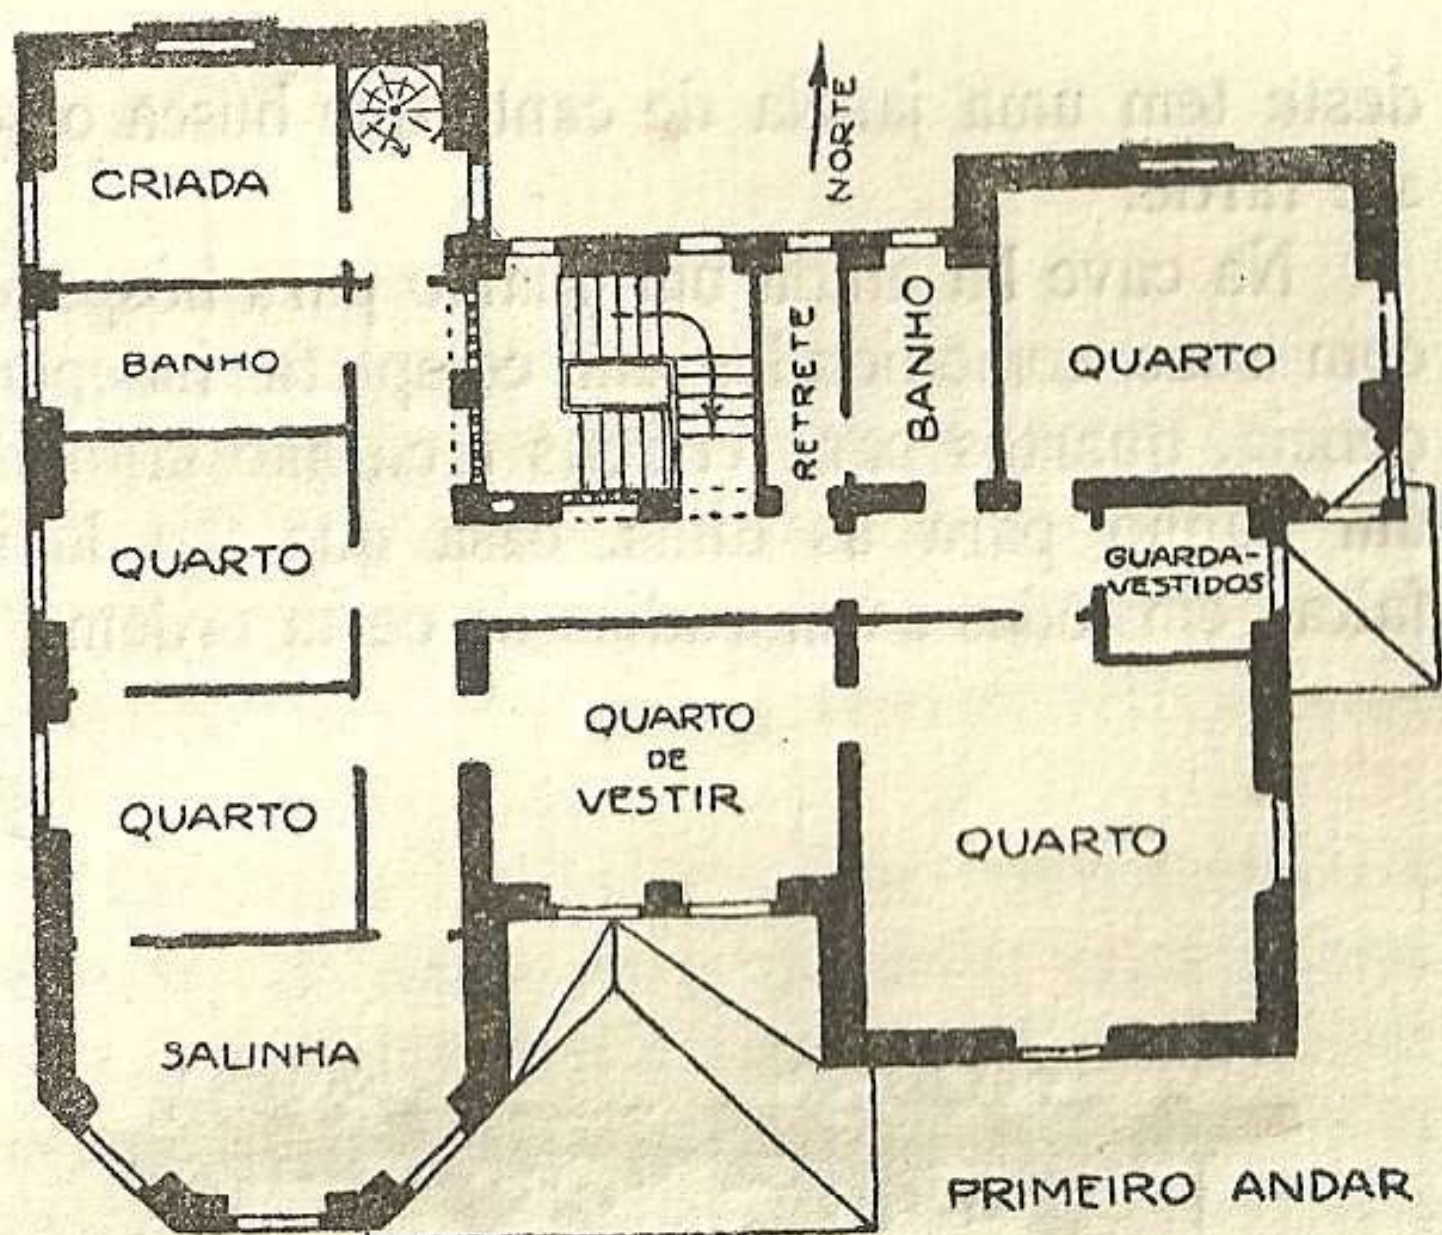 NORTE
CRIADA
BANHO
RETRETE
BANHO
QUARTO
QUARTO
GUARDA-
VESTIDOS
QUARTO
DE
VESTIR
QUARTO
QUARTO
SALINHA
PRIMEIRO ANDAR